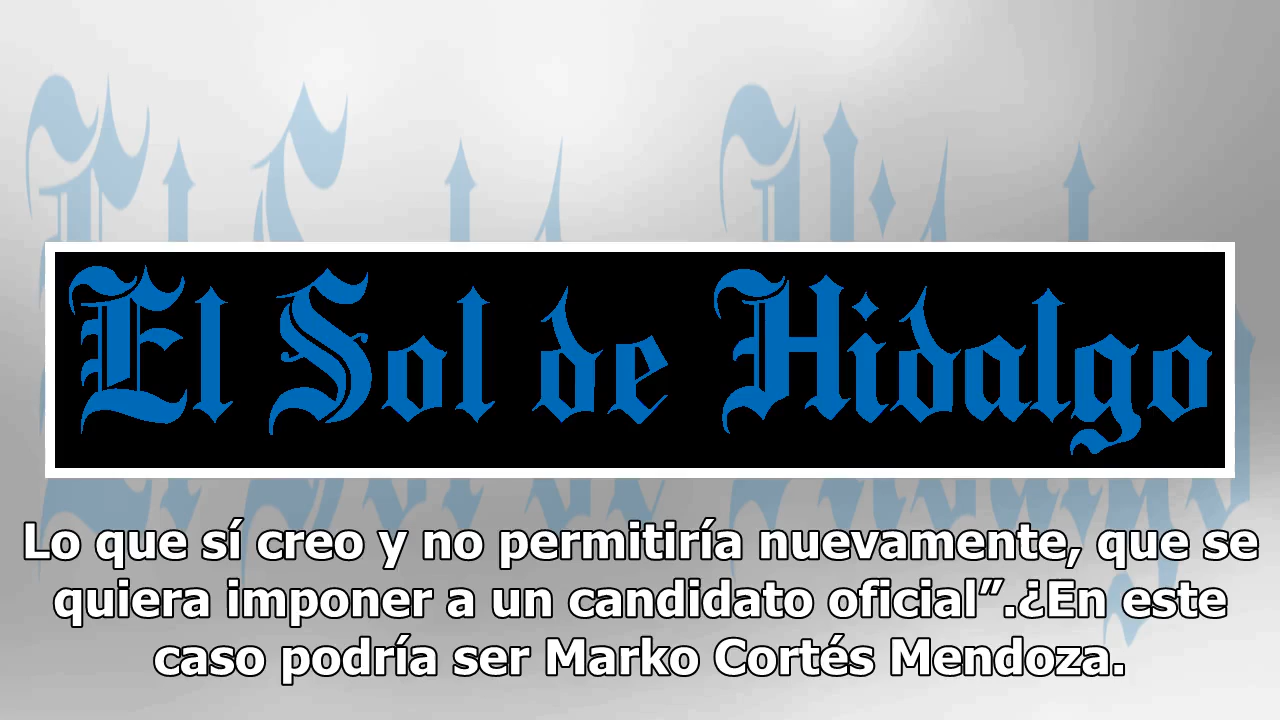 El Sol de Hidalgo
Lo que sí creo y no permitiría nuevamente, que se
quiera imponer a un candidato oficial”.¿En este
caso podría ser Marko Cortés Mendoza.